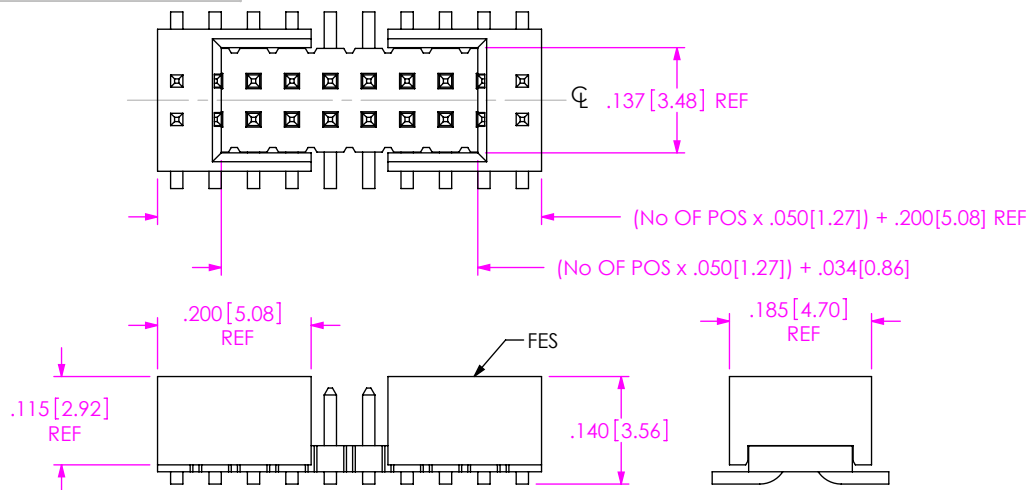 ℄
.137[3.48] REF
(No OF POS x .050[1.27]) + .200[5.08] REF
(No OF POS x .050[1.27]) + .034[0.86]
.200[5.08]
REF
FES
.185[4.70]
REF
.115[2.92]
REF
.140[3.56]